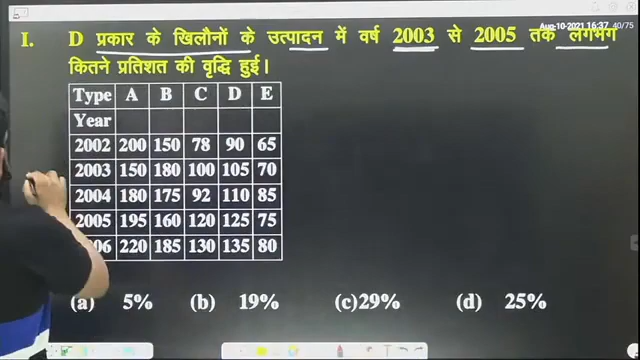 Aug-10-2021 16:37 40/75
I. D प्रकार के खिलौनों के उत्पादन में वर्ष 2003 से 2005 तक लगभग
कितने प्रतिशत की वृद्धि हुई।
Type A B C D E
Year
2002 200 150 78 90 65
2003 150 180 100 105 70
2004 180 175 92 110 85
2005 195 160 120 125 75
220 185 130 135 80
(a) 5% (b) 19% (c) 29% (d) 25%